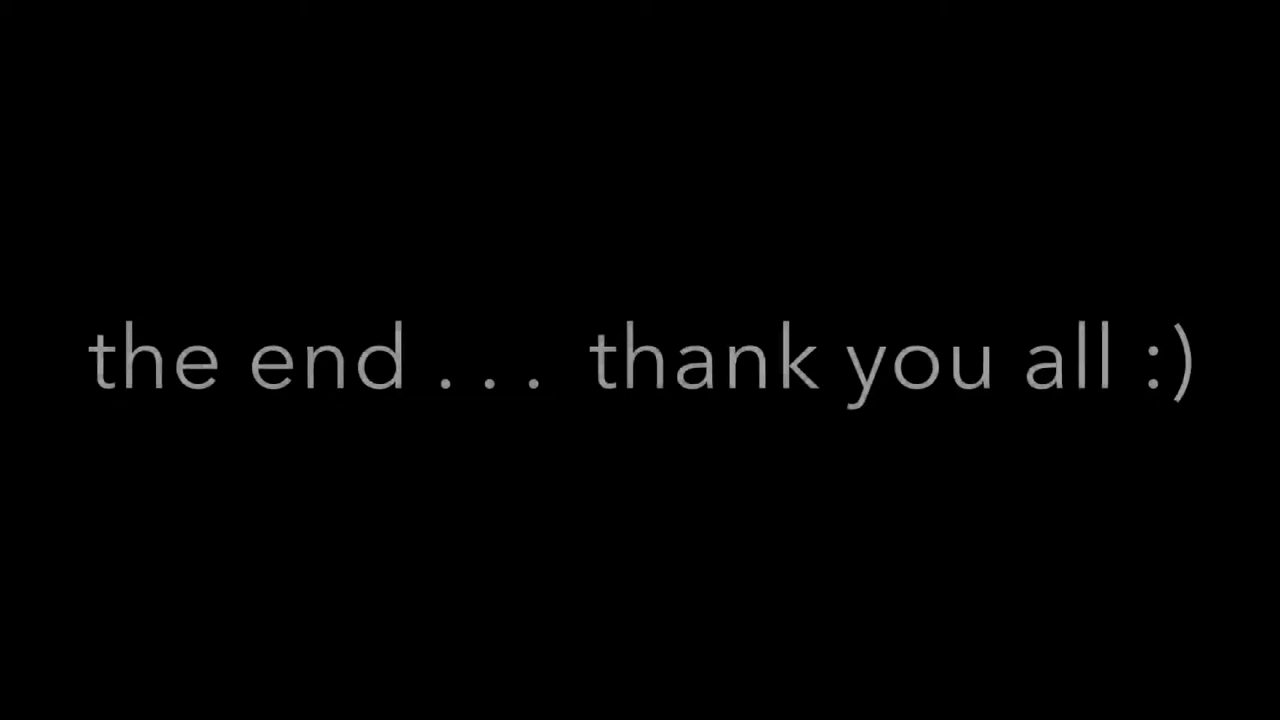 the end . . .  thank you all :)